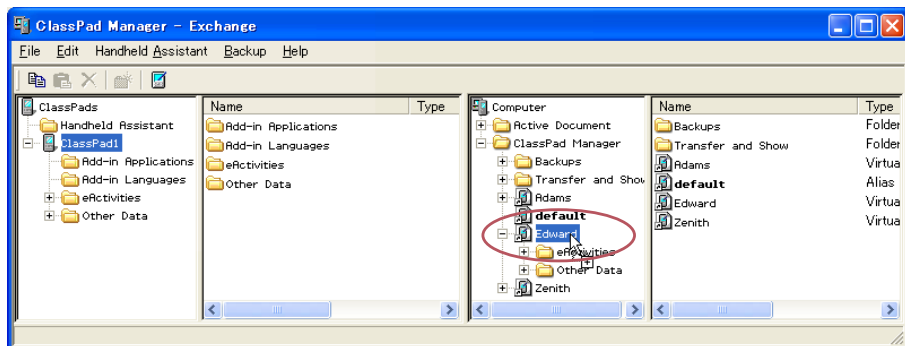 ClassPad Manager - Exchange
File Edit Handheld Assistant Backup Help
ClassPads
Handheld Assistant
ClassPad1
Add-in Applications
Add-in Languages
eActivities
Other Data
Name Type
Add-in Applications
Add-in Languages
eActivities
Other Data
Computer
Active Document
ClassPad Manager
Backups
Transfer and Show
Adams
default
Edward
eActivities
Other Data
Zenith
Name Type
Backups Folder
Transfer and Show Folder
Adams Virtua
default Alias
Edward Virtua
Zenith Virtua